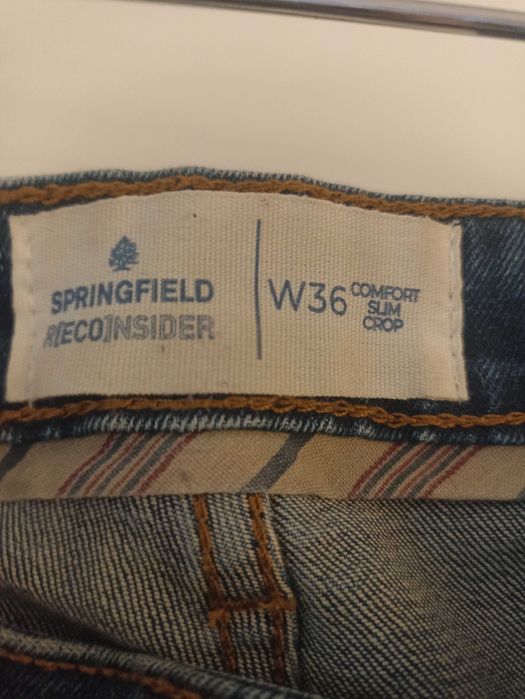 SPRINGFIELD
R[ECO]NSIDER
W36
COMFORT
SLIM
CROP